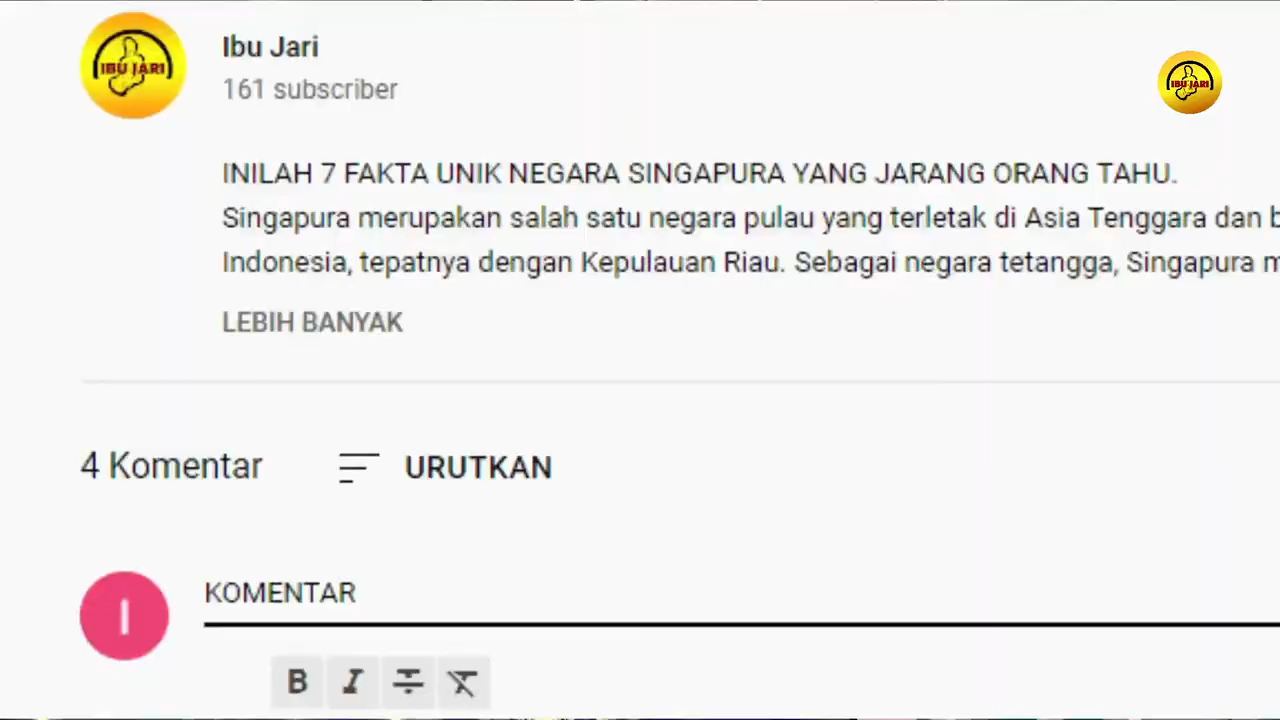 IBU JARI
Ibu Jari
161 subscriber
IBU JARI
INILAH 7 FAKTA UNIK NEGARA SINGAPURA YANG JARANG ORANG TAHU.
Singapura merupakan salah satu negara pulau yang terletak di Asia Tenggara dan b
Indonesia, tepatnya dengan Kepulauan Riau. Sebagai negara tetangga, Singapura m
LEBIH BANYAK
4 Komentar
URUTKAN
I
KOMENTAR
B I T T